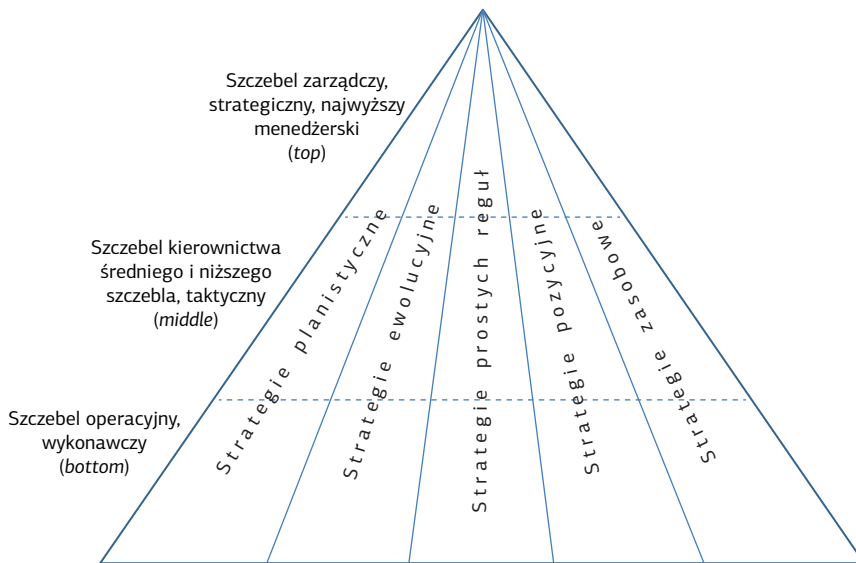 Szczebel zarządczy,
strategiczny, najwyższy
menedżerski
(top)
Szczebel kierownictwa
średniego i niższego
szczebla, taktyczny
(middle)
Szczebel operacyjny,
wykonawczy
(bottom)
Strategie planistyczne
Strategie ewolucyjne
Strategie prostych reguł
Strategie pozycyjne
Strategie zasobowe